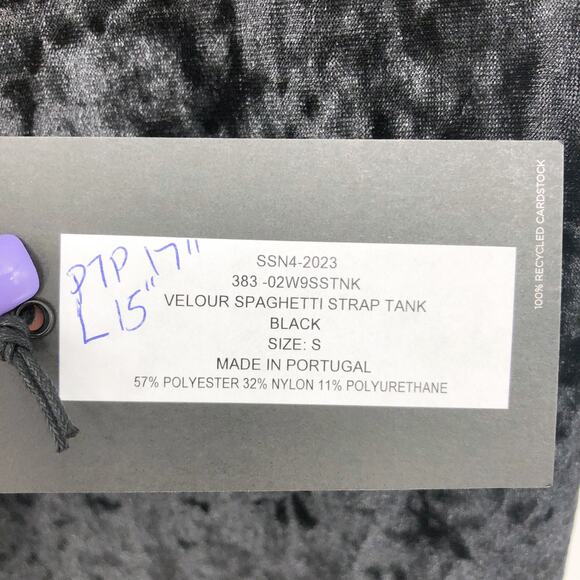 PTP 17"
L 15"
SSN4-2023
383 -02W9SSTNK
VELOUR SPAGHETTI STRAP TANK
BLACK
SIZE: S
MADE IN PORTUGAL
57% POLYESTER 32% NYLON 11% POLYURETHANE
100% RECYCLED CARDSTOCK